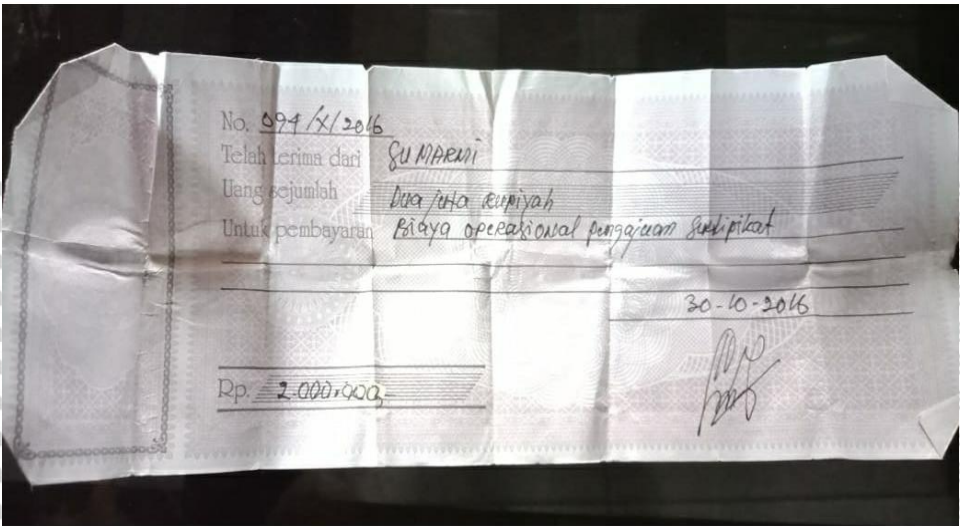 No. 094/X/2016
Telah terima dari SUMARMI
Uang sejumlah Dua juta Rupiyah
Untuk pembayaran Biaya operasional pengajuan Sertipikat
30-10-2016
Rp. 2.000.000,-